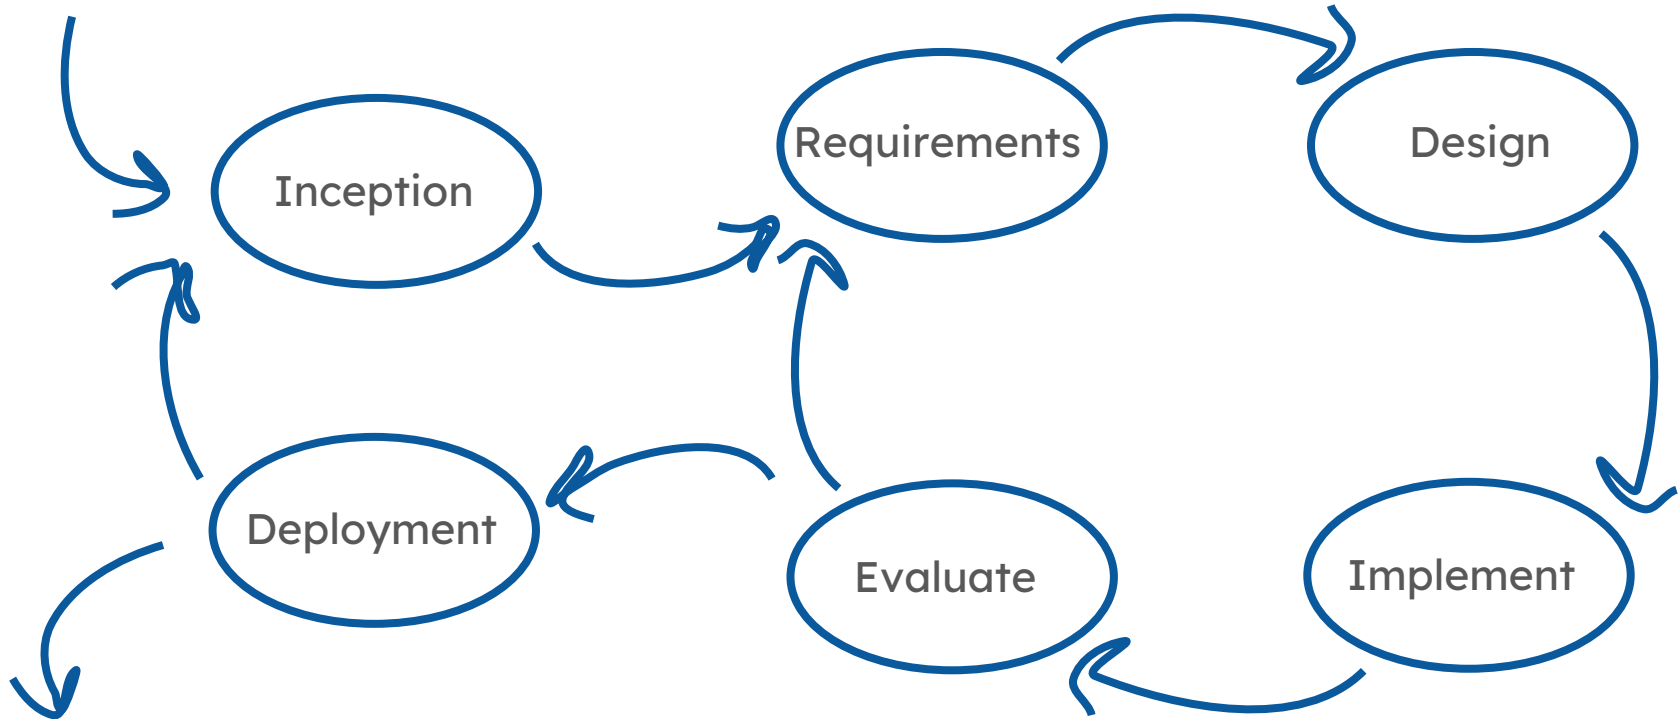 Inception
Requirements
Design
Deployment
Evaluate
Implement